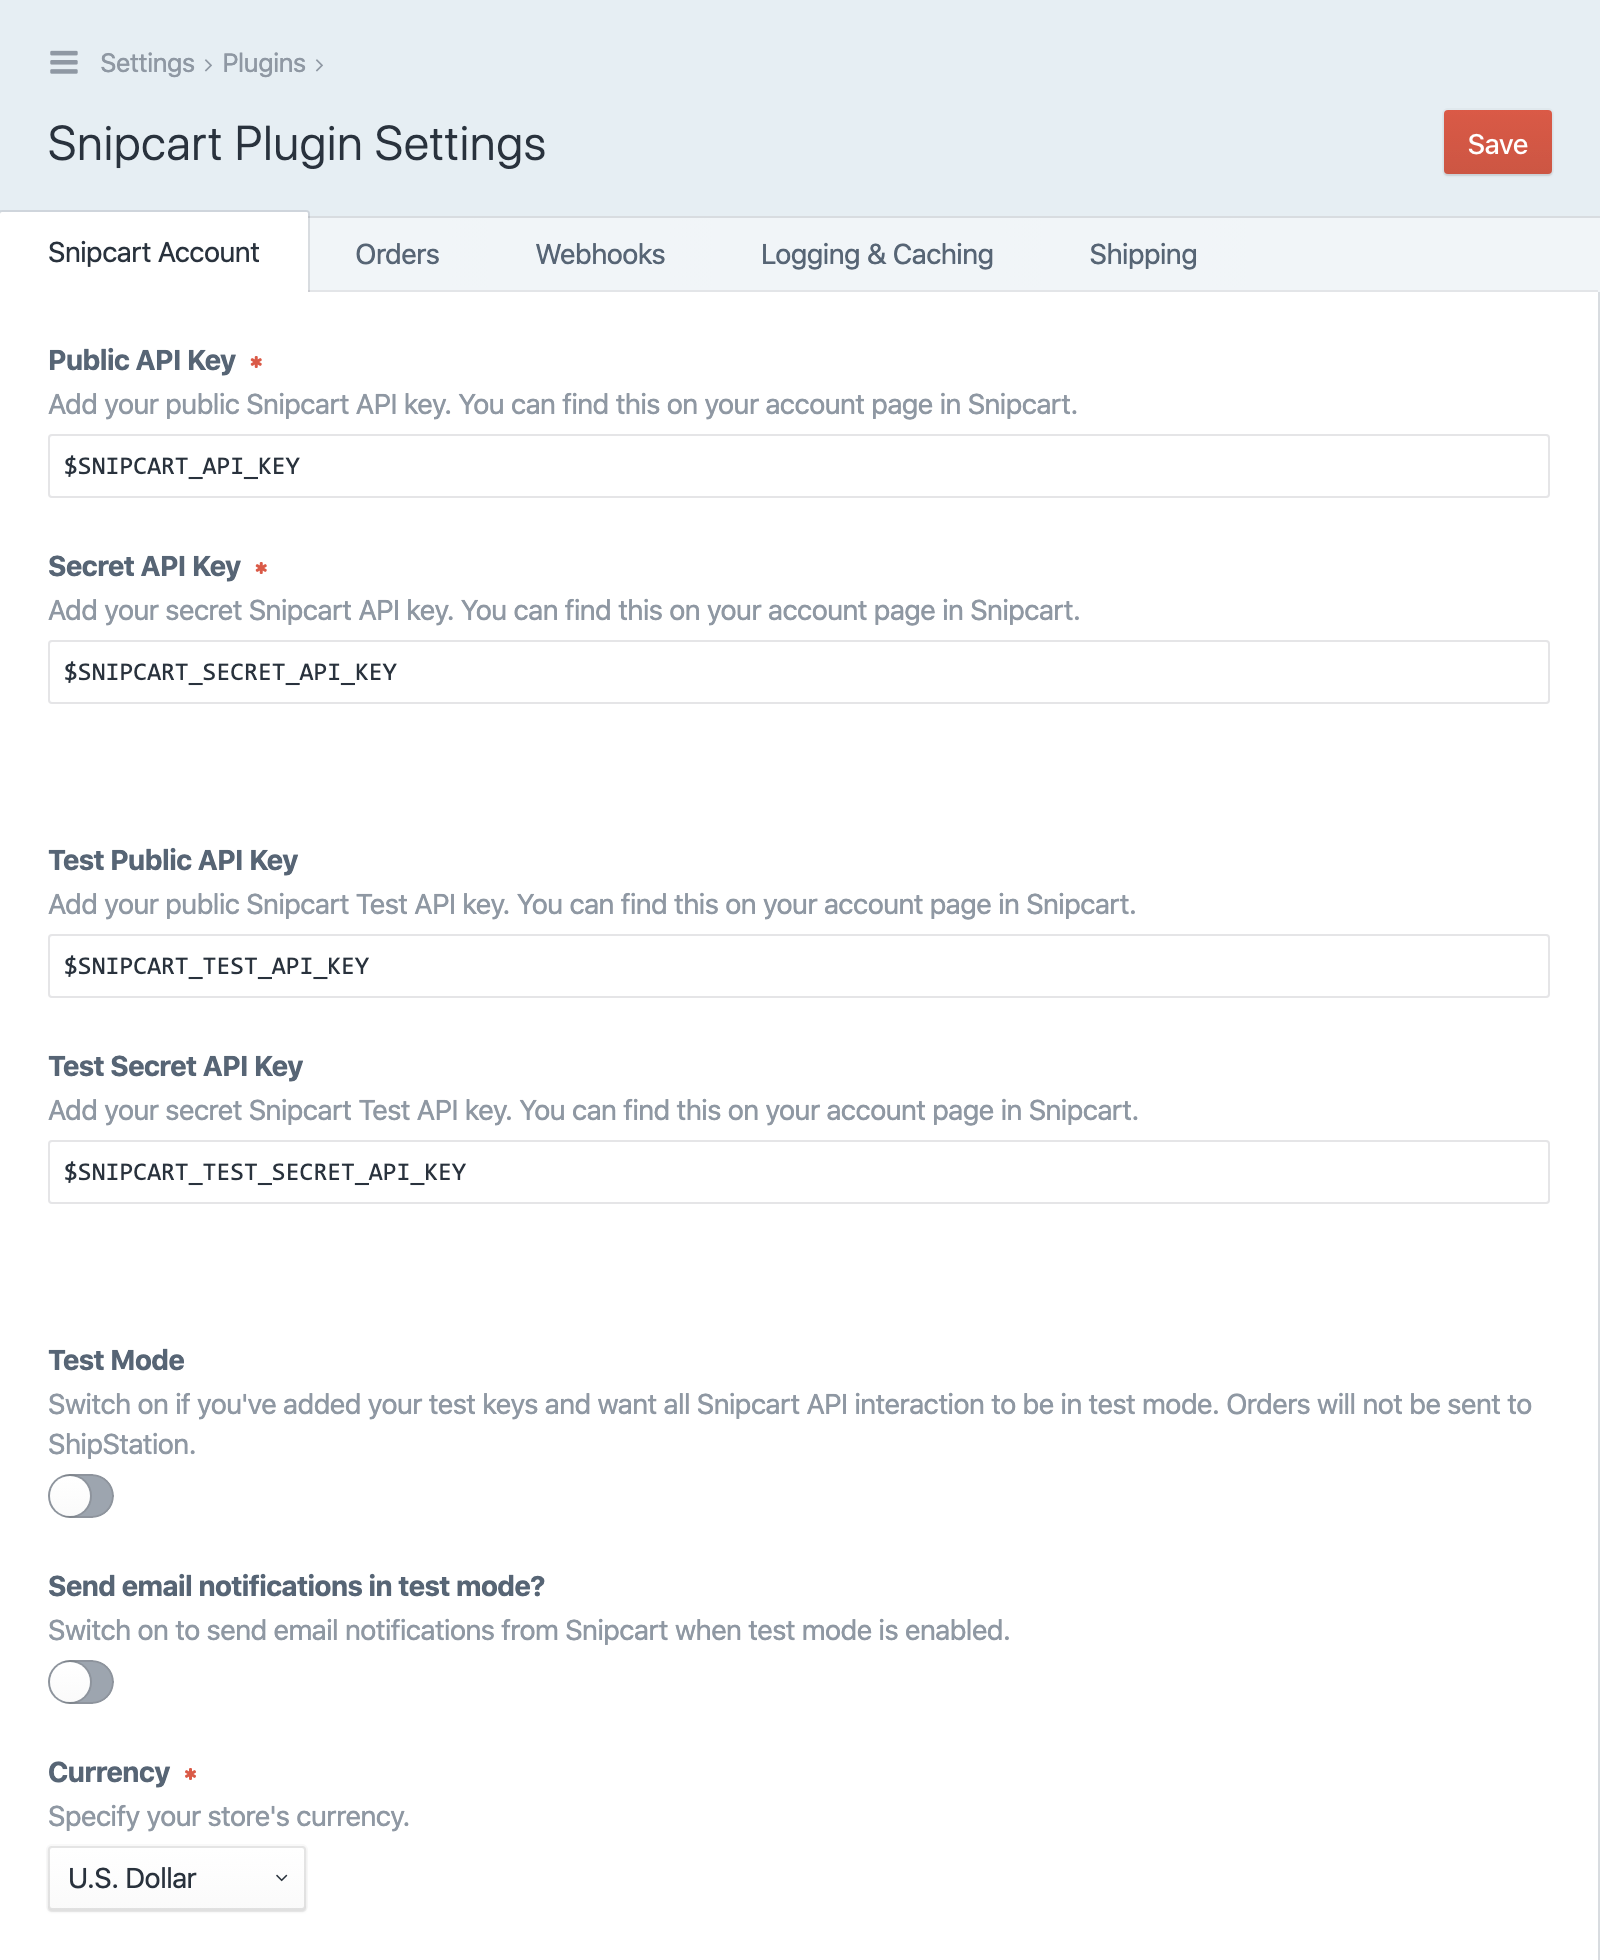 Settings › Plugins ›
Snipcart Plugin Settings
Save
Snipcart Account Orders Webhooks Logging & Caching Shipping
Public API Key *
Add your public Snipcart API key. You can find this on your account page in Snipcart.
$SNIPCART_API_KEY
Secret API Key *
Add your secret Snipcart API key. You can find this on your account page in Snipcart.
$SNIPCART_SECRET_API_KEY
Test Public API Key
Add your public Snipcart Test API key. You can find this on your account page in Snipcart.
$SNIPCART_TEST_API_KEY
Test Secret API Key
Add your secret Snipcart Test API key. You can find this on your account page in Snipcart.
$SNIPCART_TEST_SECRET_API_KEY
Test Mode
Switch on if you've added your test keys and want all Snipcart API interaction to be in test mode. Orders will not be sent to
ShipStation.
Send email notifications in test mode?
Switch on to send email notifications from Snipcart when test mode is enabled.
Currency *
Specify your store's currency.
U.S. Dollar